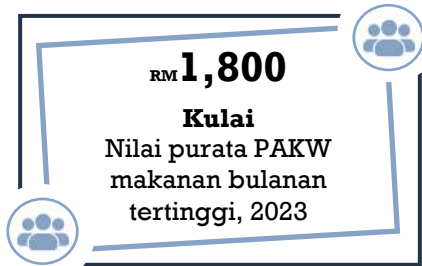 RM1,800
Kulai
Nilai purata PAKW
makanan bulanan
tertinggi, 2023